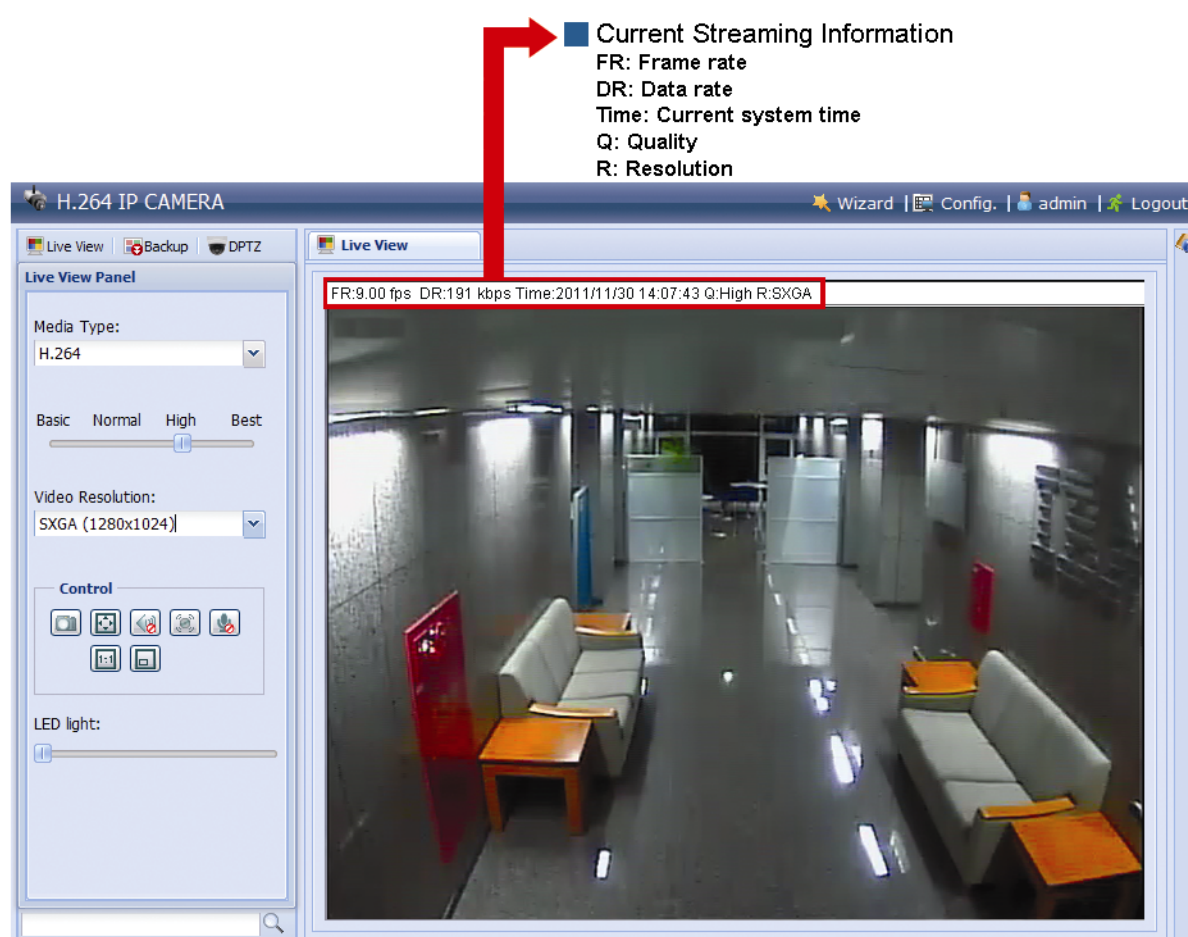 Current Streaming Information
FR: Frame rate
DR: Data rate
Time: Current system time
Q: Quality
R: Resolution
H.264 IP CAMERA
Wizard | Config. | admin | Logout
Live View | Backup | DPTZ
Live View
Live View Panel
FR:9.00 fps DR:191 kbps Time:2011/11/30 14:07:43 Q:High R:SXGA
Media Type:
H.264
Basic Normal High Best
Video Resolution:
SXGA (1280x1024)
Control
1:1
LED light: